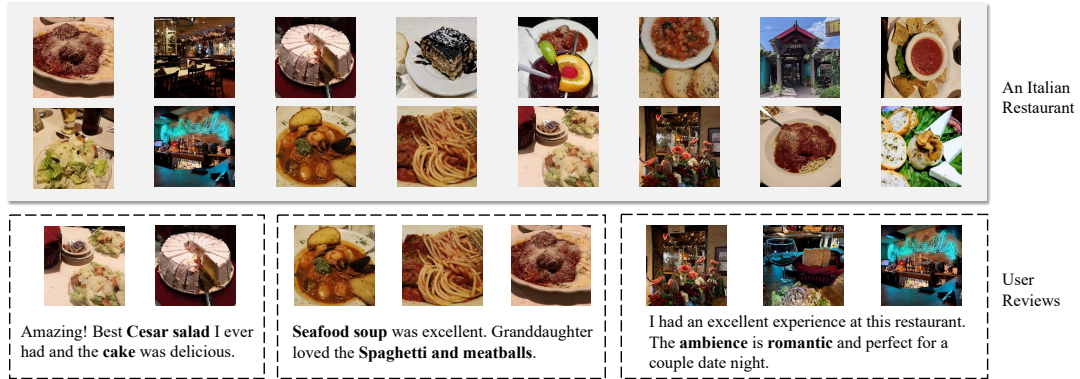 An Italian
Restaurant
Cocktails
Cocktails
User
Reviews
Amazing! Best Cesar salad I ever
had and the cake was delicious.
Seafood soup was excellent. Granddaughter
loved the Spaghetti and meatballs.
I had an excellent experience at this restaurant.
The ambience is romantic and perfect for a
couple date night.